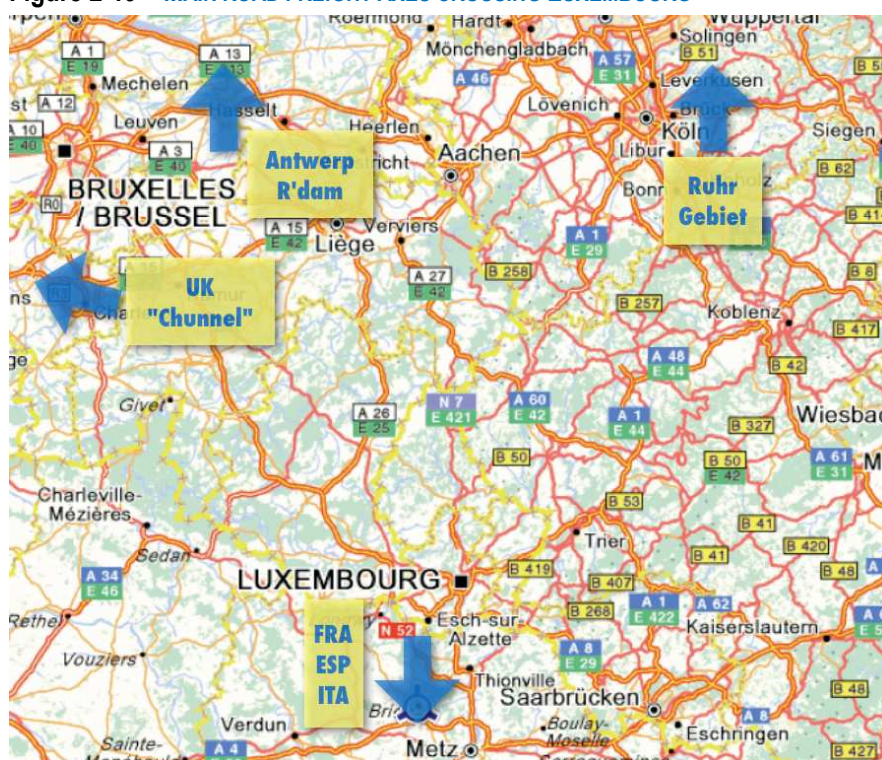 Roermond
Hardt
Wuppertal
Solingen
A 1
E 19
A 13
Mönchengladbach
A 57
E 31
B 51
Mechelen
A 46
Leverkusen
A 12
Hasselt
Lövenich
Leuven
Heerlen
Köln
Siegen
A 10
E 40
A 3
E 40
Antwerp
R'dam
Aachen
Libur
B 62
BRUXELLES
/ BRUSSEL
R0
Bonn
Ruhr
Gebiet
A 15
E 42
Verviers
Liège
A 1
E 29
A 27
E 42
B 258
B 8
UK
"Chunnel"
B 257
Koblenz
B 417
A 48
E 44
B 42
Givet
N 7
E 421
A 60
E 42
A 26
E 25
A 1
E 44
B 327
B 50
B 50
E 42
A 61
E 31
Charleville-
Mézières
B 53
B 41
Sedan
Trier
B 420
B 41
A 34
E 46
LUXEMBOURG
B 419
B 407
B 48
B 268
A 1
E 422
A 62
Rethel
FRA
ESP
ITA
N 52
Esch-sur-
Alzette
Kaiserslautern
A 8
E 29
Vouziers
Thionville
Saarbrücken
B 48
Verdun
Boulay-
Moselle
A 8
Eschringen
Sainte-
A 4
Metz
B 427